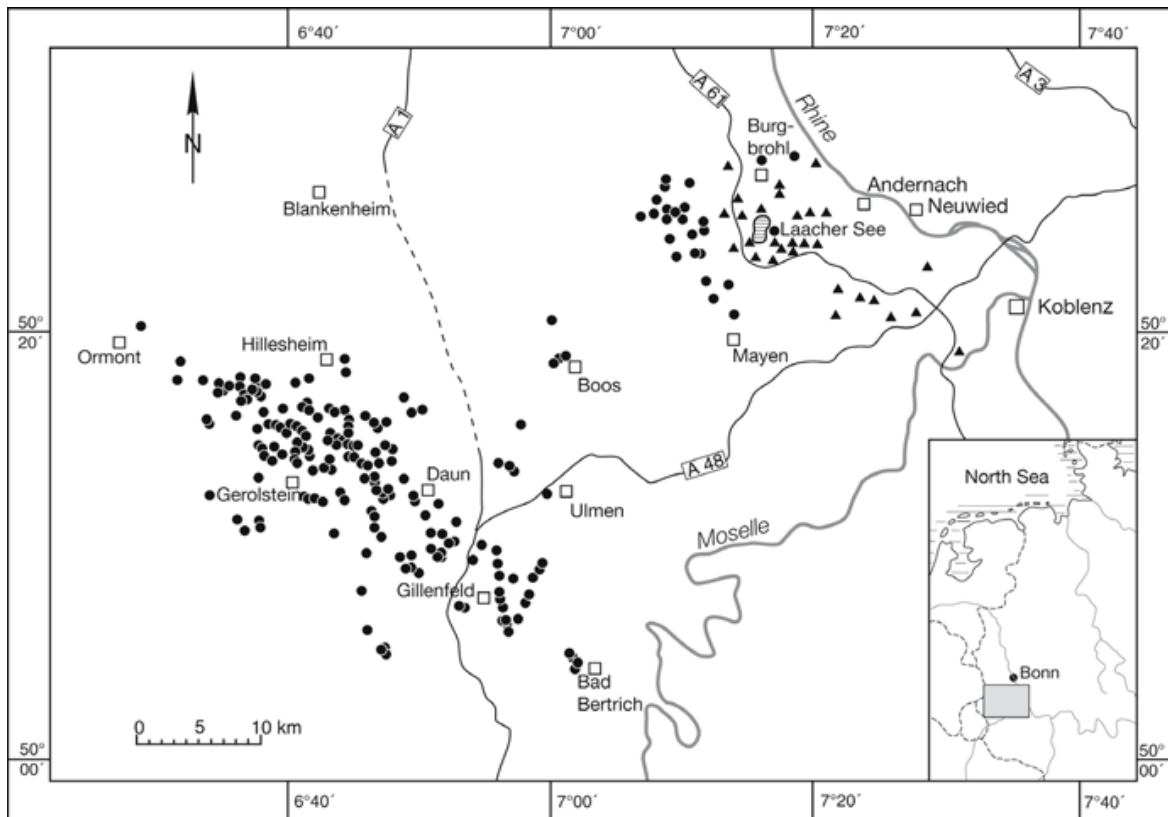 6°40´
7°00´
7°20´
7°40´
A 1
A 61
A 3
N
Rhine
Burg-
brohl
Andernach
Neuwied
Blankenheim
Laacher See
Koblenz
50°
20´
50°
20´
Ormont
Hillesheim
Mayen
Boos
A 48
Daun
Gerolstein
Ulmen
North Sea
Moselle
Gillenfeld
Bonn
Bad
Bertrich
0 5 10 km
50°
00´
50°
00´
6°40´
7°00´
7°20´
7°40´